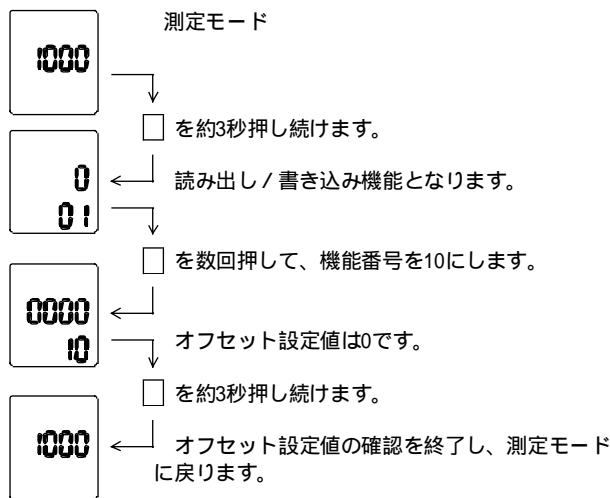 測定モード
1000
□ を約3秒押し続けます。
0
読み出し / 書き込み機能となります。
01
□ を数回押して、機能番号を10にします。
0000
10
オフセット設定値は0です。
□ を約3秒押し続けます。
1000
オフセット設定値の確認を終了し、測定モード
に戻ります。